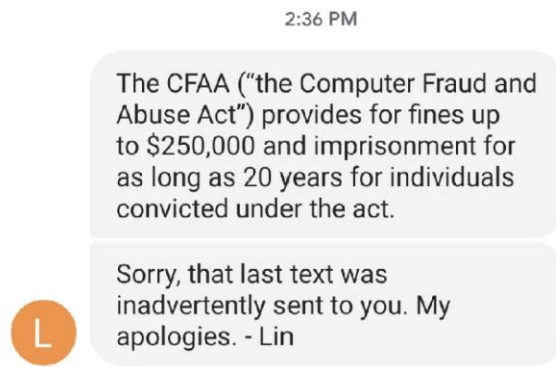 2:36 PM
The CFAA (“the Computer Fraud and
Abuse Act”) provides for fines up
to $250,000 and imprisonment for
as long as 20 years for individuals
convicted under the act.
Sorry, that last text was
inadvertently sent to you. My
apologies. - Lin
L